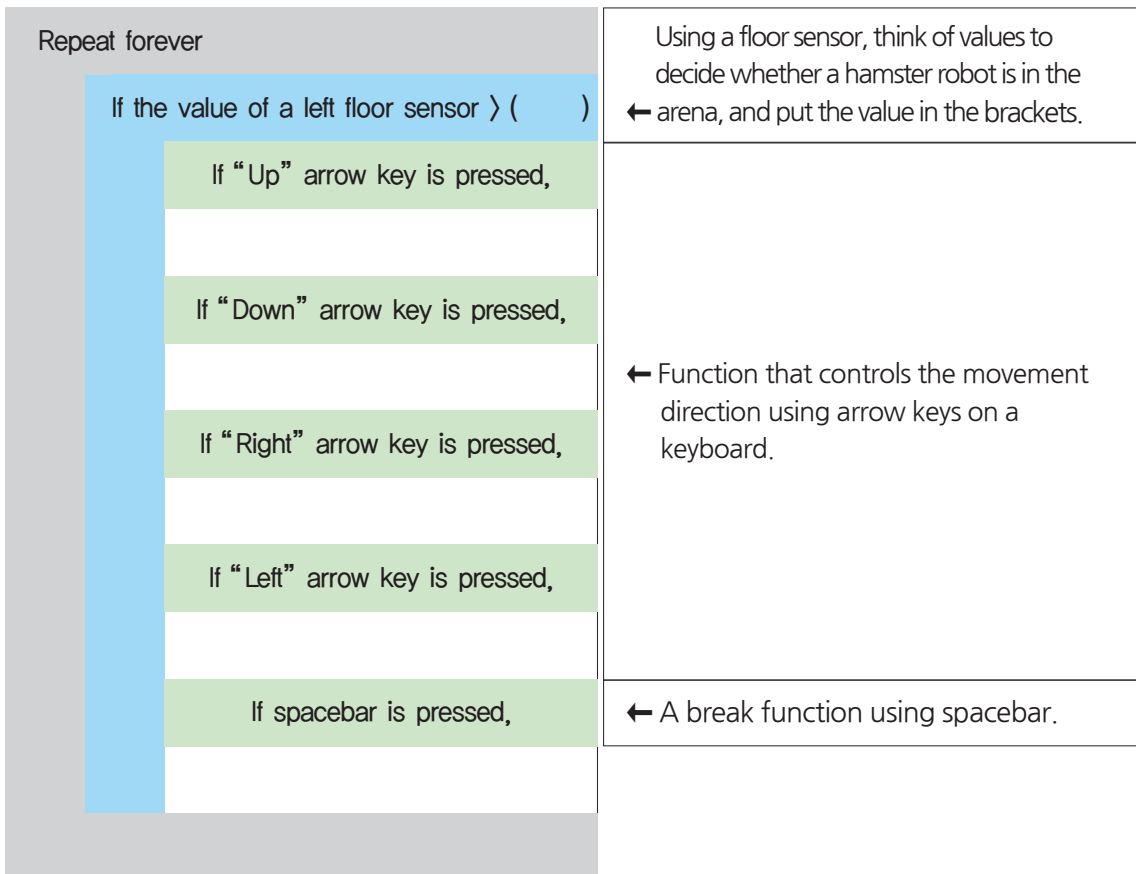 Repeat forever
If the value of a left floor sensor 〉(      )
Using a floor sensor, think of values to
decide whether a hamster robot is in the
← arena, and put the value in the brackets.
If “Up” arrow key is pressed,
If “Down” arrow key is pressed,
If “Right” arrow key is pressed,
If “Left” arrow key is pressed,
← Function that controls the movement
direction using arrow keys on a
keyboard.
If spacebar is pressed,
← A break function using spacebar.